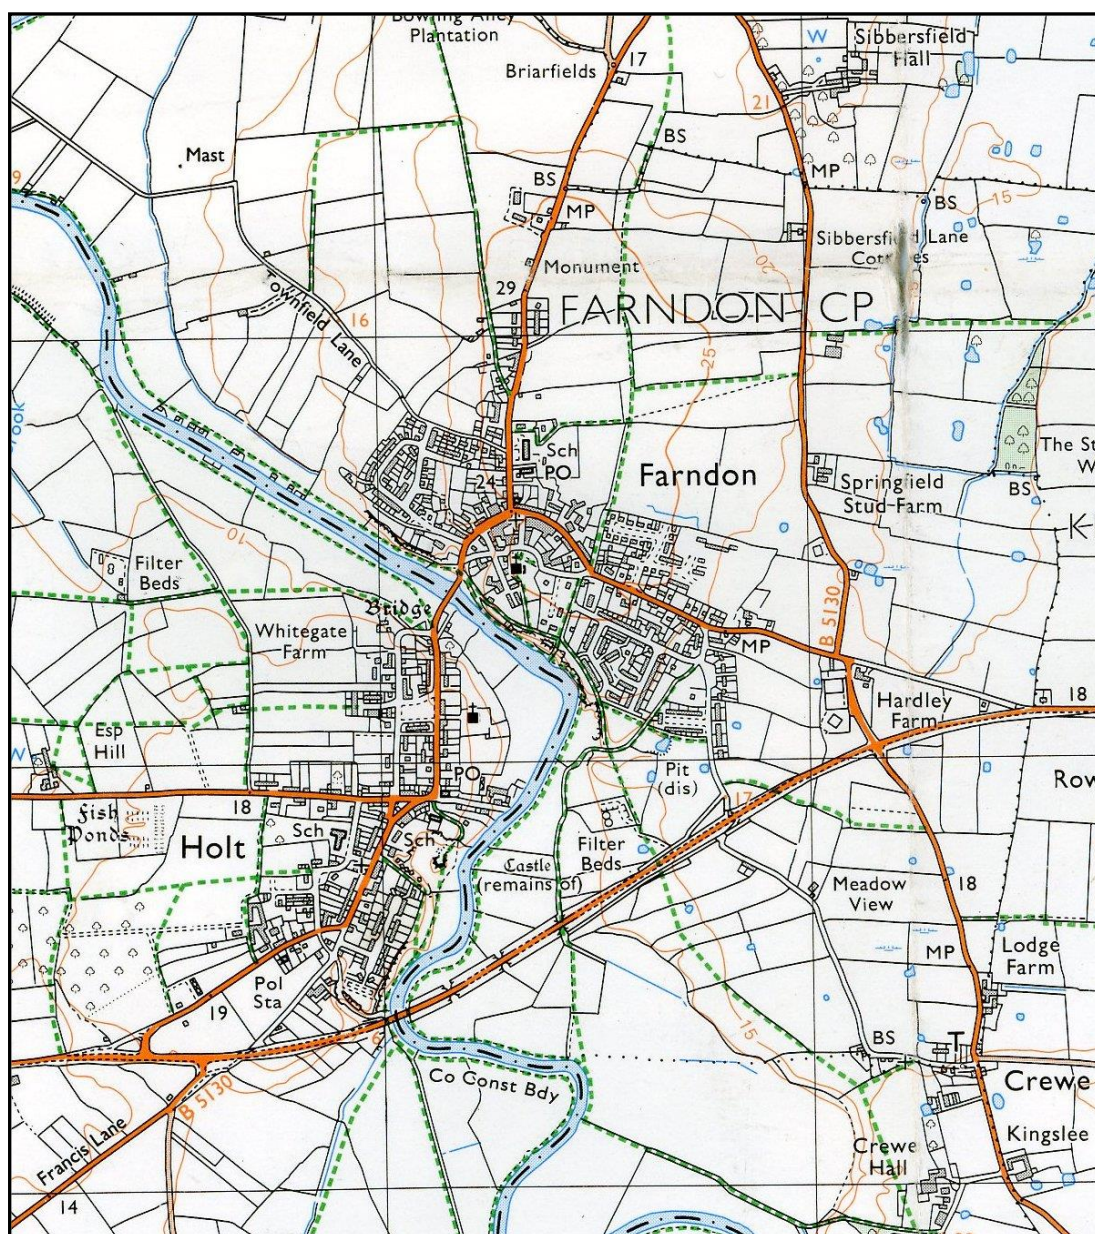 Bowling Alley
Plantation
Briarfields
17
W
Sibbersfield
Hall
21
BS
Mast
BS
MP
MP
BS
15
9
Sibbersfield Lane
Cottages
20
Monument
29
FARNDON CP
Townfield Lane
16
25
Sch
PO
Farndon
24
The St
W
BS
Springfield
Stud-Farm
K
10
Filter
Beds
Bridge
B 5130
Whitegate
Farm
MP
Hardley
Farm
18
Esp
Hill
W
PO
Pit
(dis)
17
Row
18
Fish
Ponds
Sch
Sch
Holt
Castle
(remains of)
Filter
Beds
Meadow
View
18
MP
Lodge
Farm
Pol
Sta
19
15
BS
T
Co Const Bdy
Crewe
B 5130
Francis Lane
Kingslee
Crewe
Hall
14